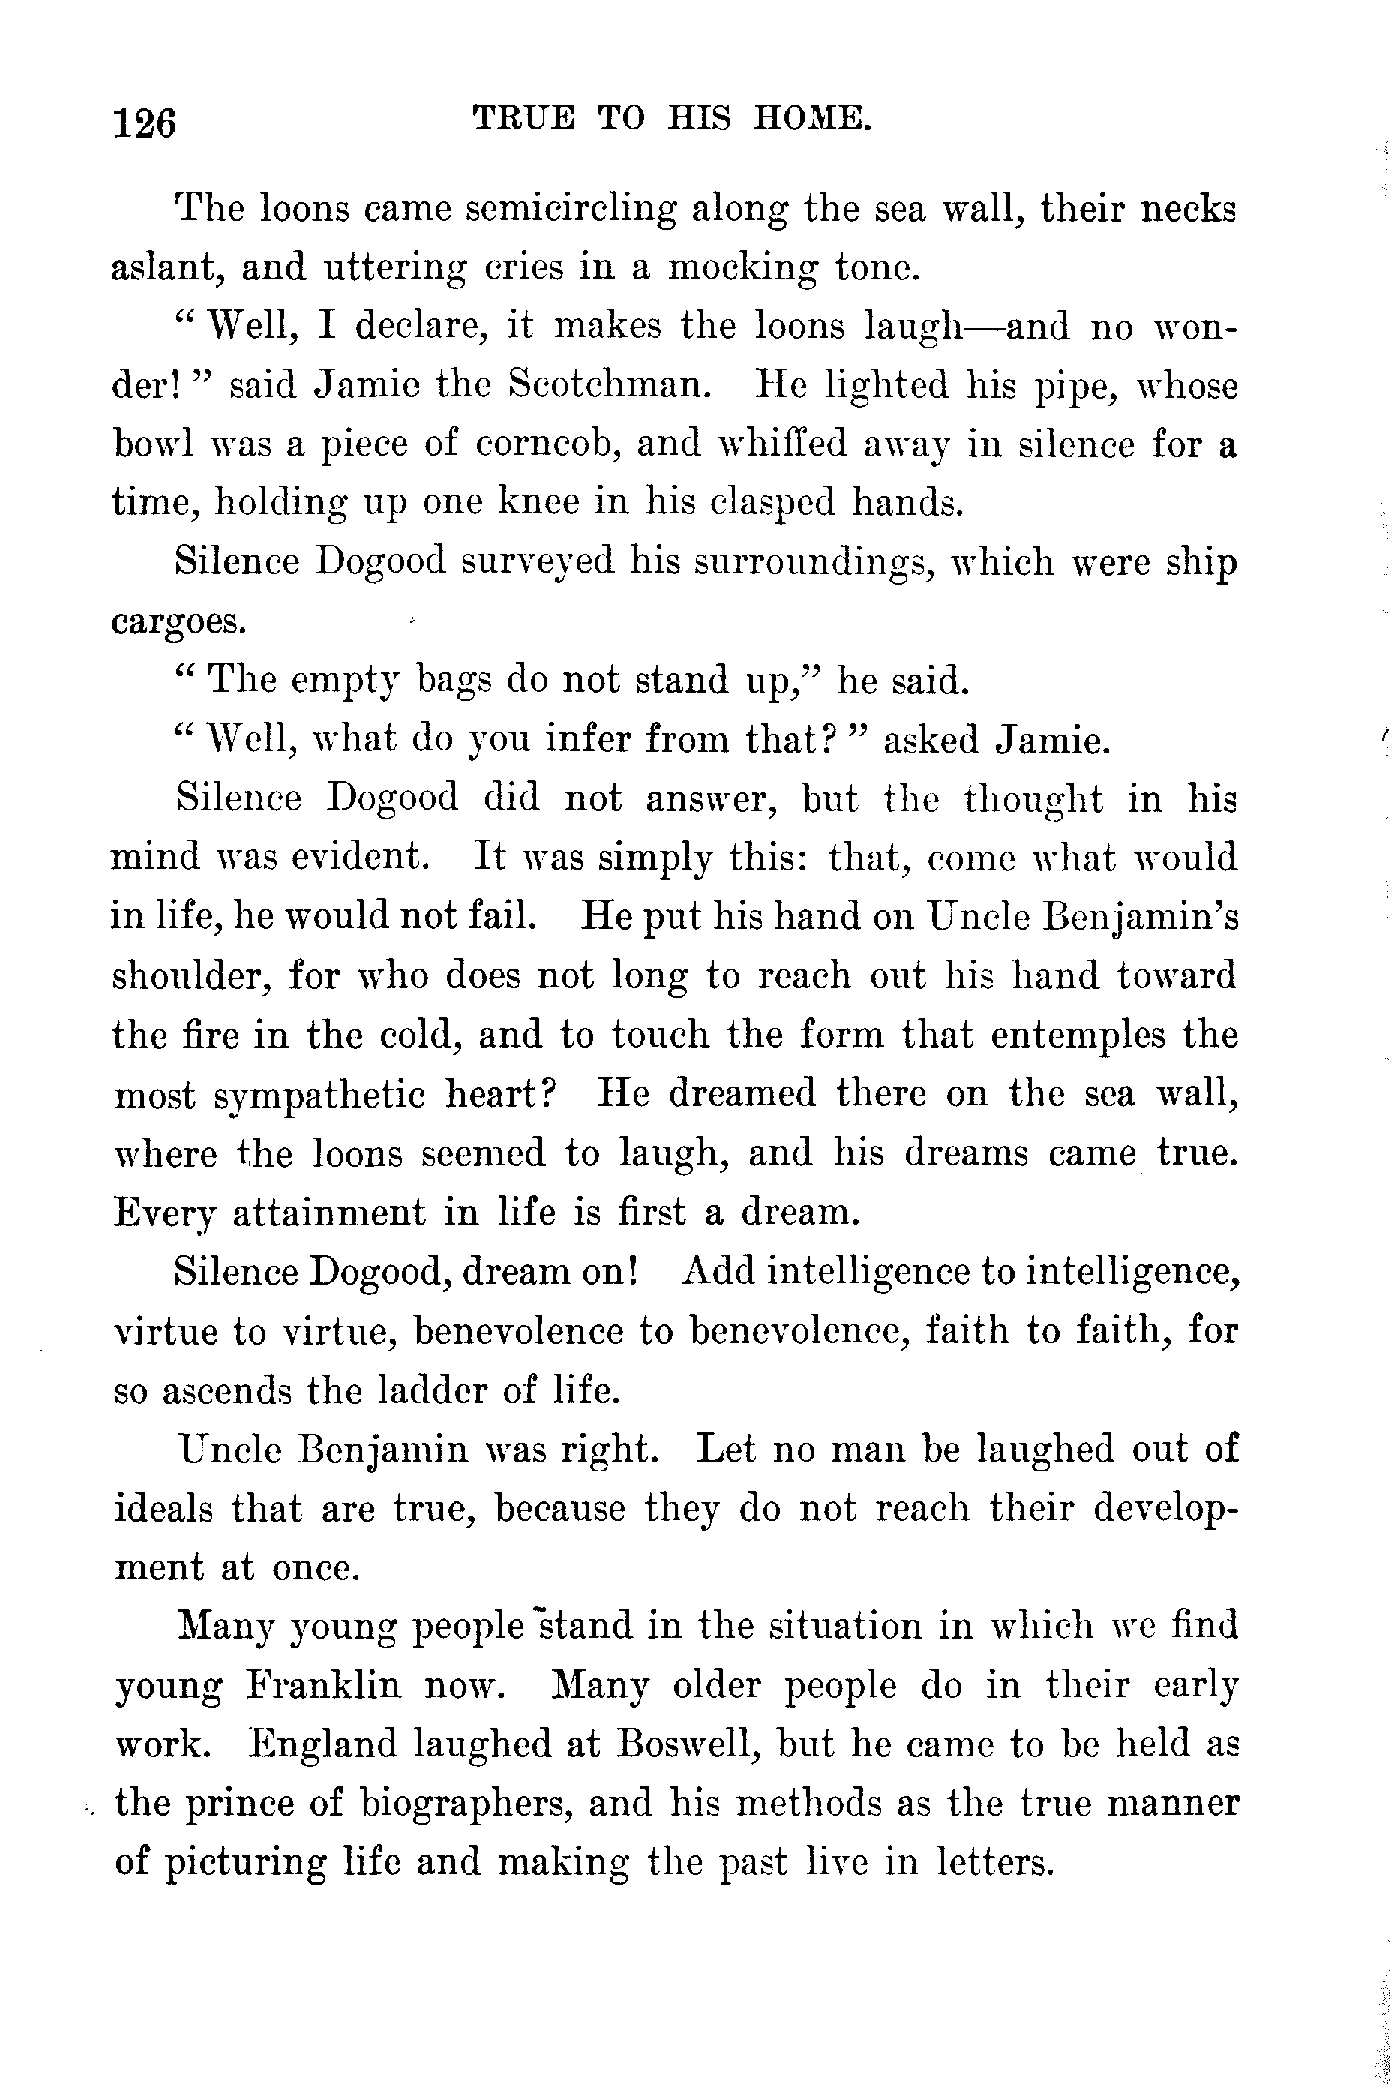 126 TRUE TO HIS HOME.
The loons came semicircling along the sea wall, their necks
aslant, and uttering cries in a mocking tone.
“ Well, I declare, it makes the loons laugh—and no won-
der! ” said Jamie the Scotchman. He lighted his pipe, whose
bowl was a piece of corncob, and whiffed away in silence for a
time, holding up one knee in his clasped hands.
Silence Dogood surveyed his surroundings, which were ship
cargoes.
“ The empty bags do not stand up,” he said.
“ Well, what do you infer from that? ” asked Jamie.
Silence Dogood did not answer, but the thought in his
mind was evident. It was simply this: that, come what would
in life, he would not fail. He put his hand on Uncle Benjamin’s
shoulder, for who does not long to reach out his hand toward
the fire in the cold, and to touch the form that entemples the
most sympathetic heart? He dreamed there on the sea wall,
where the loons seemed to laugh, and his dreams came true.
Every attainment in life is first a dream.
Silence Dogood, dream on! Add intelligence to intelligence,
virtue to virtue, benevolence to benevolence, faith to faith, for
so ascends the ladder of life.
Uncle Benjamin was right. Let no man be laughed out of
ideals that are true, because they do not reach their develop-
ment at once.
Many young people stand in the situation in which we find
young Franklin now. Many older people do in their early
work. England laughed at Boswell, but he came to be held as
the prince of biographers, and his methods as the true manner
of picturing life and making the past live in letters.